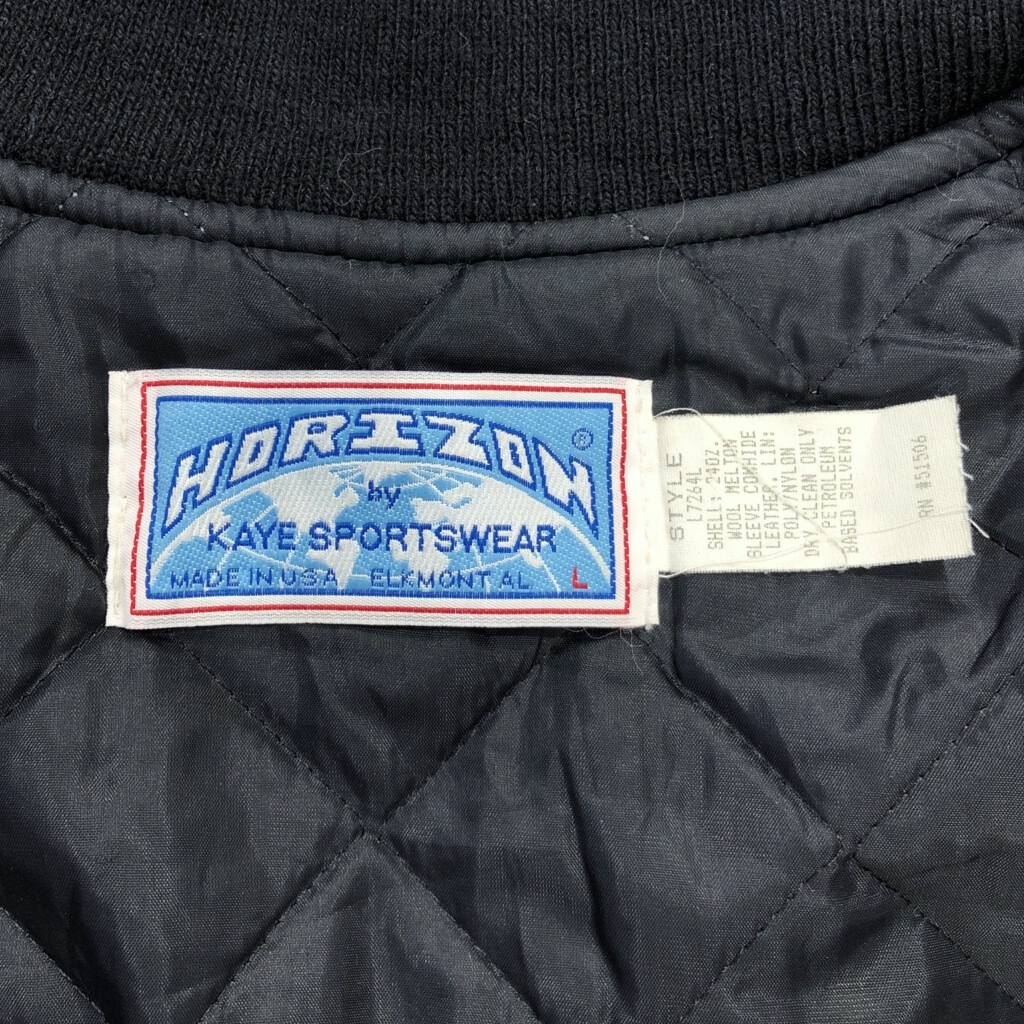 HORIZON ®
by
KAYE SPORTSWEAR
MADE IN USA ELKMONT AL L
STYLE
L7264L
SHELL: 24OZ.
WOOL MELTON
SLEEVE COWHIDE
LEATHER. LIN:
POLY/NYLON
DRY CLEAN ONLY
PETROLEUM
BASED SOLVENTS
RN #51506